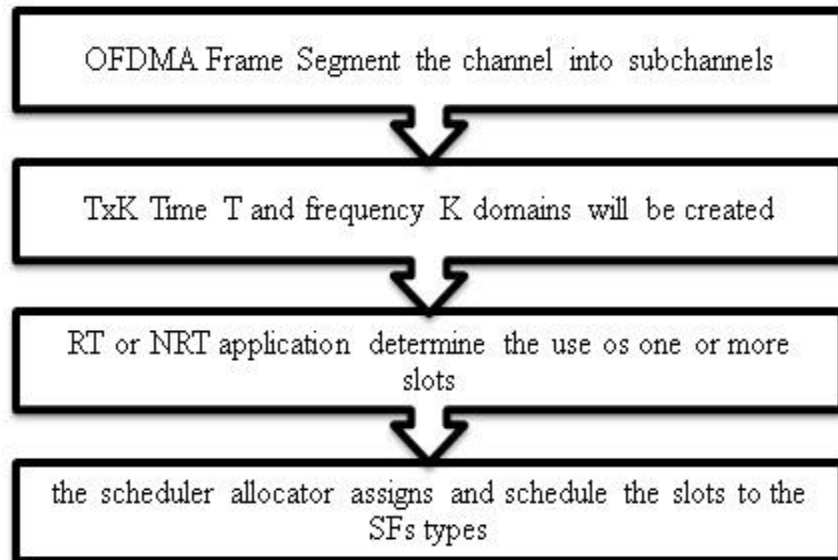 OFDMA Frame Segment the channel into subchannels
TxK Time T and frequency K domains will be created
RT or NRT application determine the use os one or more
slots
the scheduler allocator assigns and schedule the slots to the
SFs types